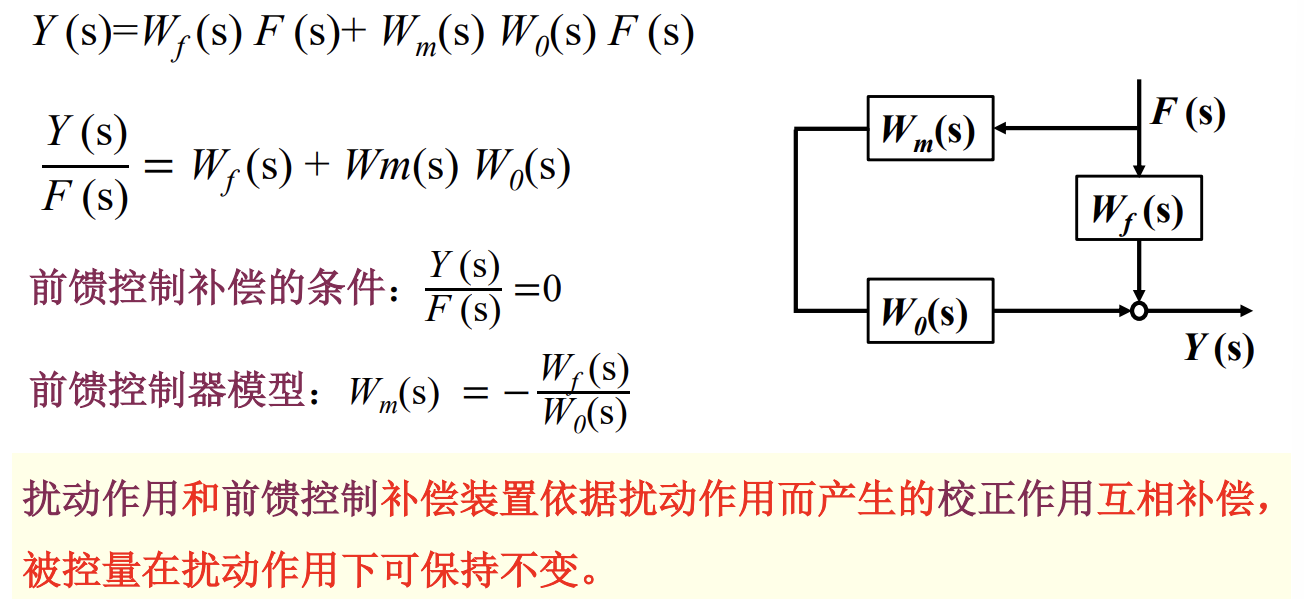 Y (s)=W_f (s) F (s)+ W_m(s) W_0(s) F (s)
Y (s)/F (s) = W_f (s) + Wm(s) W_0(s)
前馈控制补偿的条件：Y (s)/F (s) =0
前馈控制器模型：W_m(s) = −W_f (s)/W_0(s)
F (s)
W_m(s)
W_f (s)
W_0(s)
Y (s)
扰动作用和前馈控制补偿装置依据扰动作用而产生的校正作用互相补偿，
被控量在扰动作用下可保持不变。